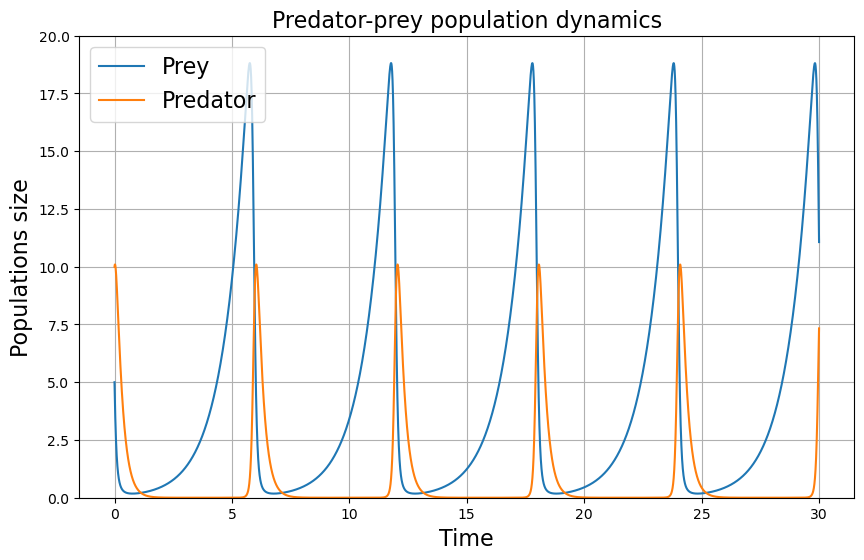 Predator-prey population dynamics
Prey
Predator
Populations size
20.0
17.5
15.0
12.5
10.0
7.5
5.0
2.5
0.0
0 5 10 15 20 25 30
Time